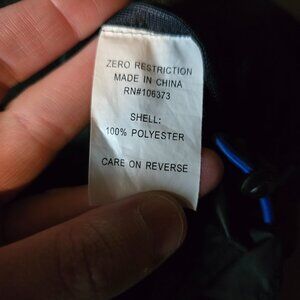 ZERO RESTRICTION
MADE IN CHINA
RN#106373
SHELL:
100% POLYESTER
CARE ON REVERSE